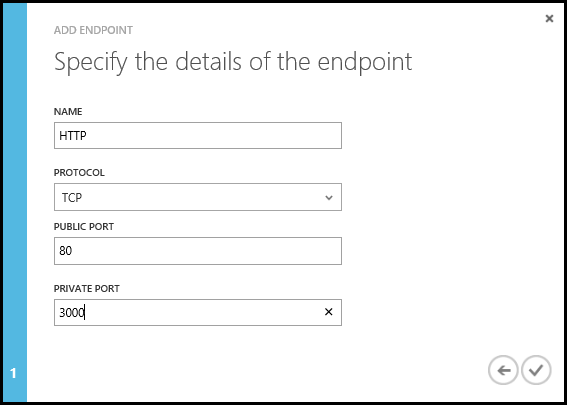 ADD ENDPOINT
Specify the details of the endpoint
NAME
HTTP
PROTOCOL
TCP
PUBLIC PORT
80
PRIVATE PORT
3000
1